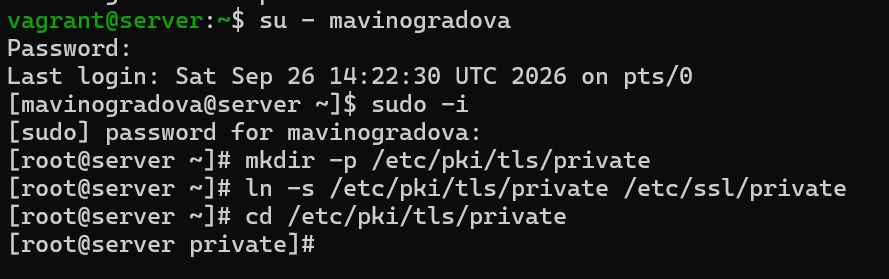 vagrant@server:~$ su - mavinogradova
Password:
Last login: Sat Sep 26 14:22:30 UTC 2026 on pts/0
[mavinogradova@server ~]$ sudo -i
[sudo] password for mavinogradova:
[root@server ~]# mkdir -p /etc/pki/tls/private
[root@server ~]# ln -s /etc/pki/tls/private /etc/ssl/private
[root@server ~]# cd /etc/pki/tls/private
[root@server private]#